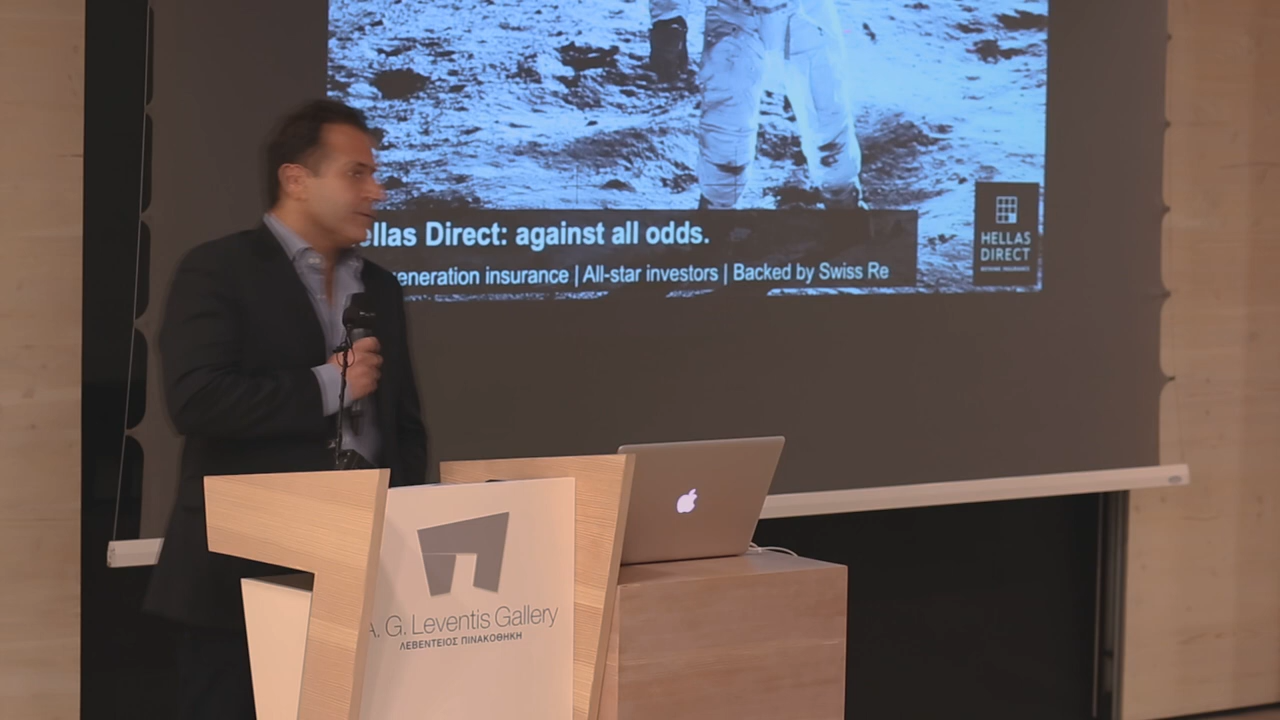 ellas Direct: against all odds.
eneration insurance | All-star investors | Backed by Swiss Re
HELLAS
DIRECT
A. G. Leventis Gallery
ΛΕΒΕΝΤΕΙΟΣ ΠΙΝΑΚΟΘΗΚΗ